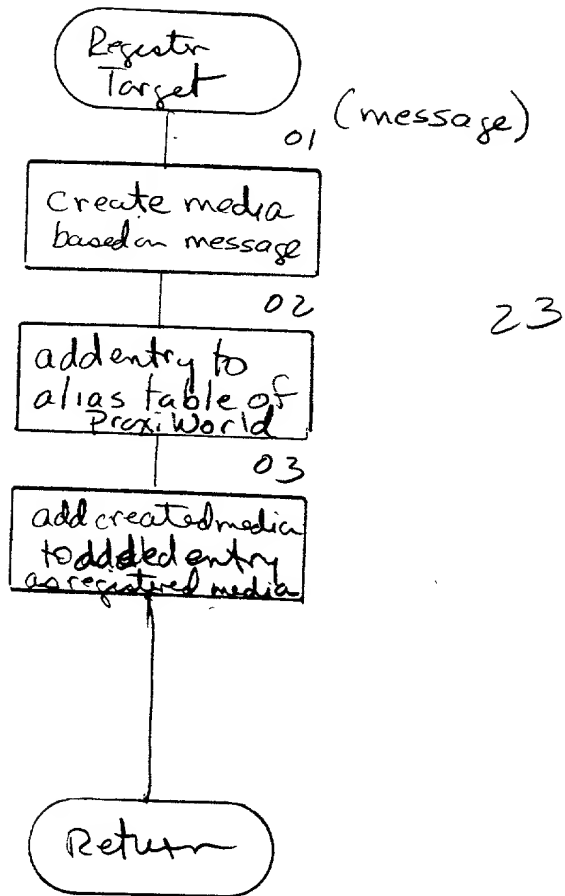 Register
Target
(message)
01
create media
based on message
02
23
add entry to
alias table of
ProxiWorld
03
add created media
to added entry
as registered media
Return